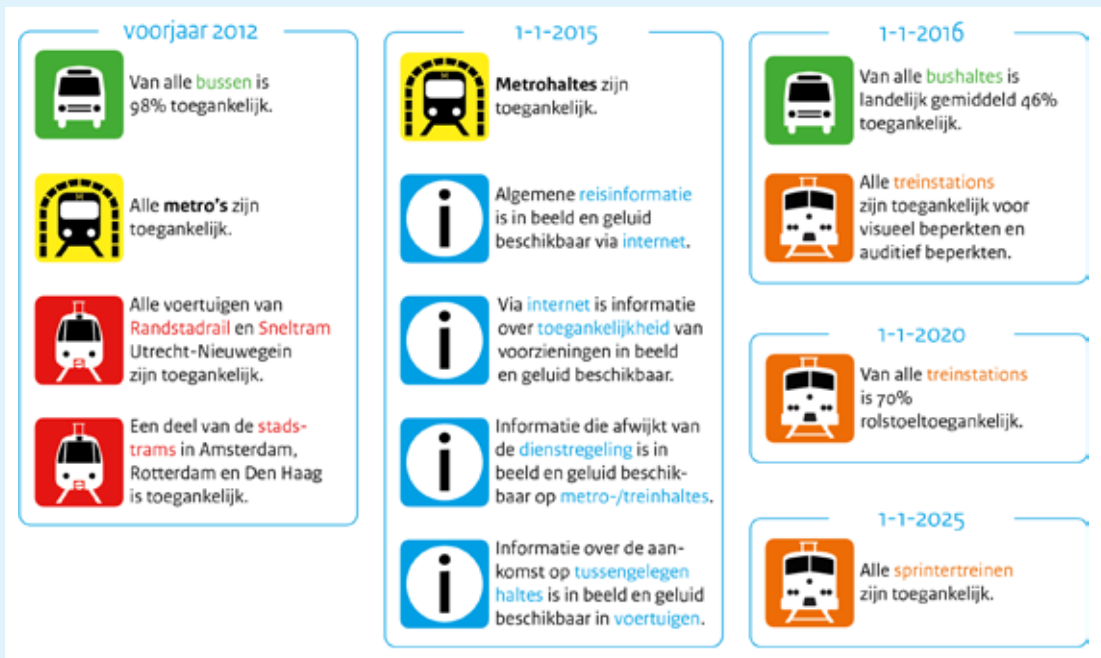 voorjaar 2012
Van alle bussen is
98% toegankelijk.
Alle metro's zijn
toegankelijk.
Alle voertuigen van
Randstadrail en Sneltram
Utrecht-Nieuwegein
zijn toegankelijk.
Een deel van de stads-
trams in Amsterdam,
Rotterdam en Den Haag
is toegankelijk.
1-1-2015
Metrohaltes zijn
toegankelijk.
Algemene reisinformatie
is in beeld en geluid
beschikbaar via internet.
Via internet is informatie
over toegankelijkheid van
voorzieningen in beeld
en geluid beschikbaar.
Informatie die afwijkt van
de dienstregeling is in
beeld en geluid beschik-
baar op metro-/treinhaltes.
Informatie over de aan-
komst op tussengelegen
haltes is in beeld en geluid
beschikbaar in voertuigen.
1-1-2016
Van alle bushaltes is
landelijk gemiddeld 46%
toegankelijk.
Alle treinstations
zijn toegankelijk voor
visueel beperkten en
auditief beperkten.
1-1-2020
Van alle treinstations
is 70%
rolstoeltoegankelijk.
1-1-2025
Alle sprintertreinen
zijn toegankelijk.